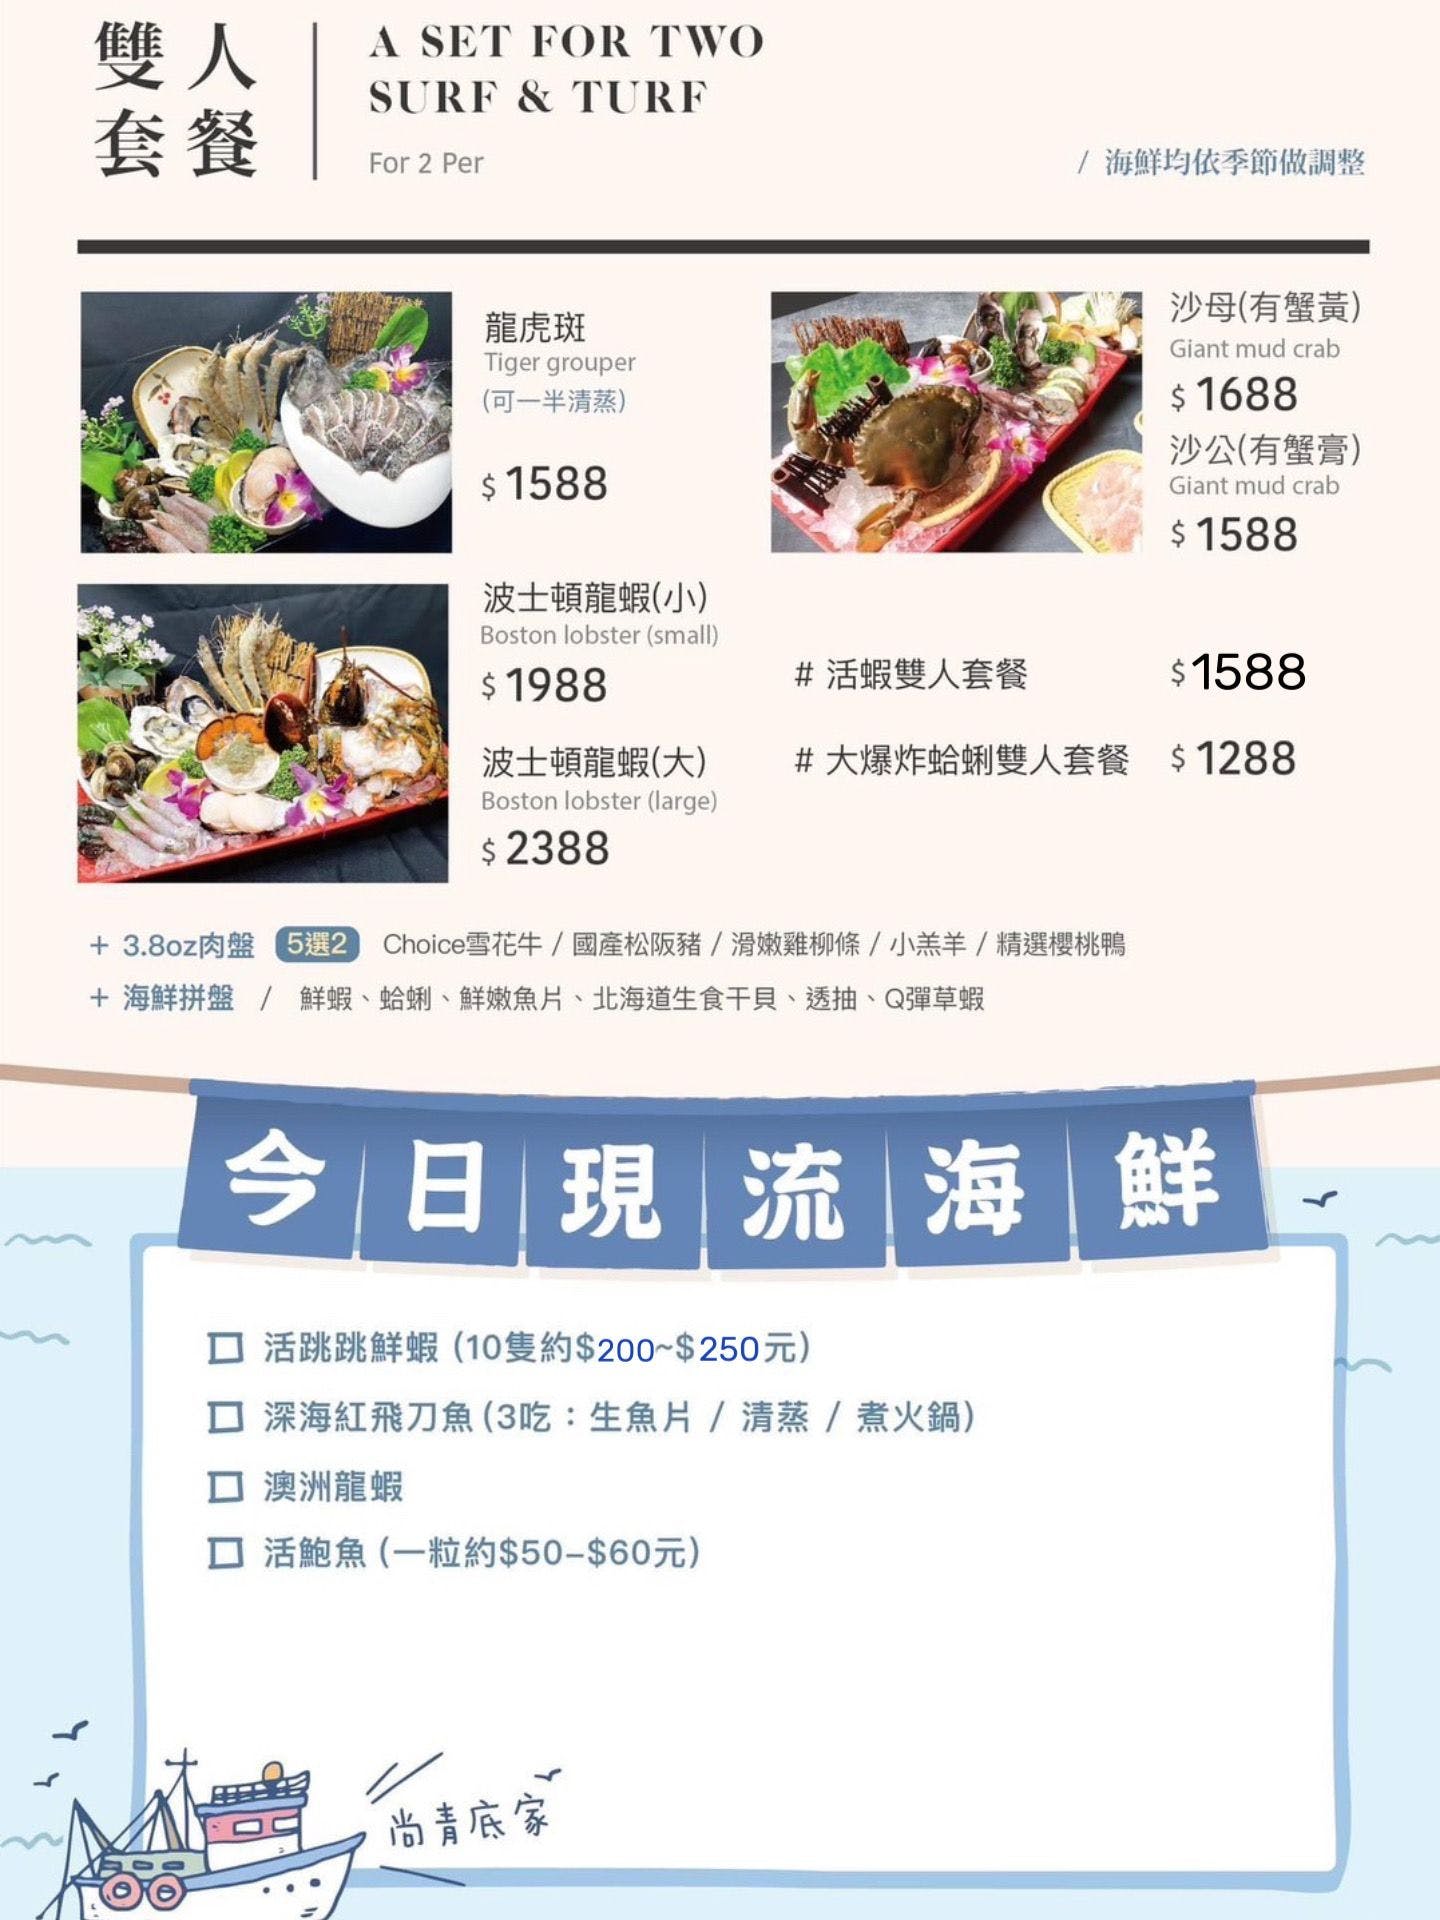 雙人
套餐
A SET FOR TWO
SURF & TURF
For 2 Per
/ 海鮮均依季節做調整
龍虎斑
Tiger grouper
(可一半清蒸)
$ 1588
沙母(有蟹黃)
Giant mud crab
$ 1688
沙公(有蟹膏)
Giant mud crab
$ 1588
波士頓龍蝦(小)
Boston lobster (small)
$ 1988
波士頓龍蝦(大)
Boston lobster (large)
$ 2388
# 活蝦雙人套餐 $ 1588
# 大爆炸蛤蜊雙人套餐 $ 1288
+ 3.8oz肉盤 5選2 Choice雪花牛 / 國產松阪豬 / 滑嫩雞柳條 / 小羔羊 / 精選櫻桃鴨
+ 海鮮拼盤 / 鮮蝦、蛤蜊、鮮嫩魚片、北海道生食干貝、透抽、Q彈草蝦
今日現流海鮮
活跳跳鮮蝦 (10隻約$200~$250元)
深海紅飛刀魚(3吃：生魚片 / 清蒸 / 煮火鍋)
澳洲龍蝦
活鮑魚(一粒約$50–$60元)
尚青底家